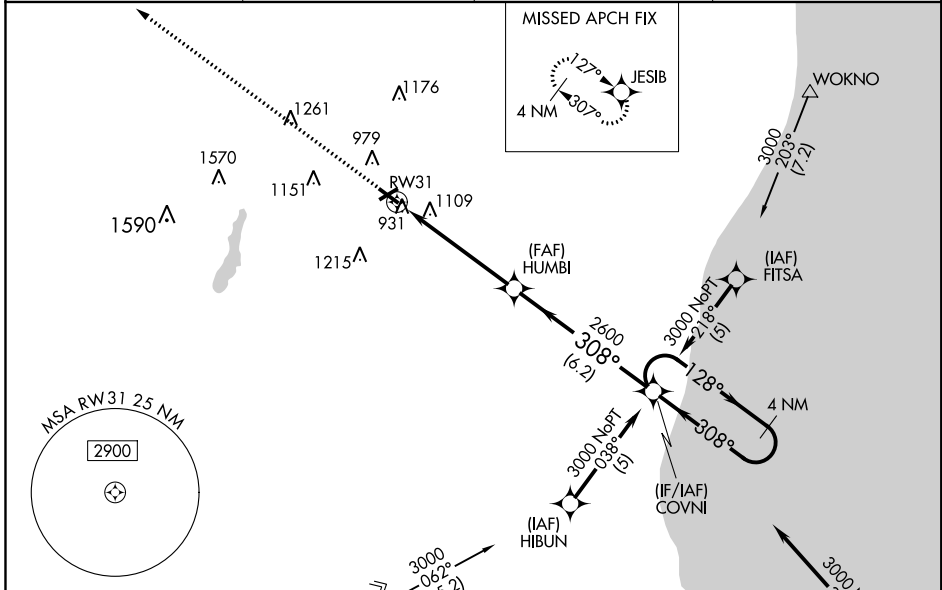 MISSED APCH FIX
127°
JESIB
4 NM
307°
WOKNO
3000
203°
(7.2)
1176
1261
979
1570
1151
RW31
1109
931
1590
1215
(FAF)
HUMBI
(IAF)
FITSA
3000 NoPT
218°
(5)
2600
308°
(6.2)
128°
4 NM
308°
MSA RW31 25 NM
2900
3000 NoPT
038°
(5)
(IF/IAF)
COVNI
(IAF)
HIBUN
3000
062°
3000